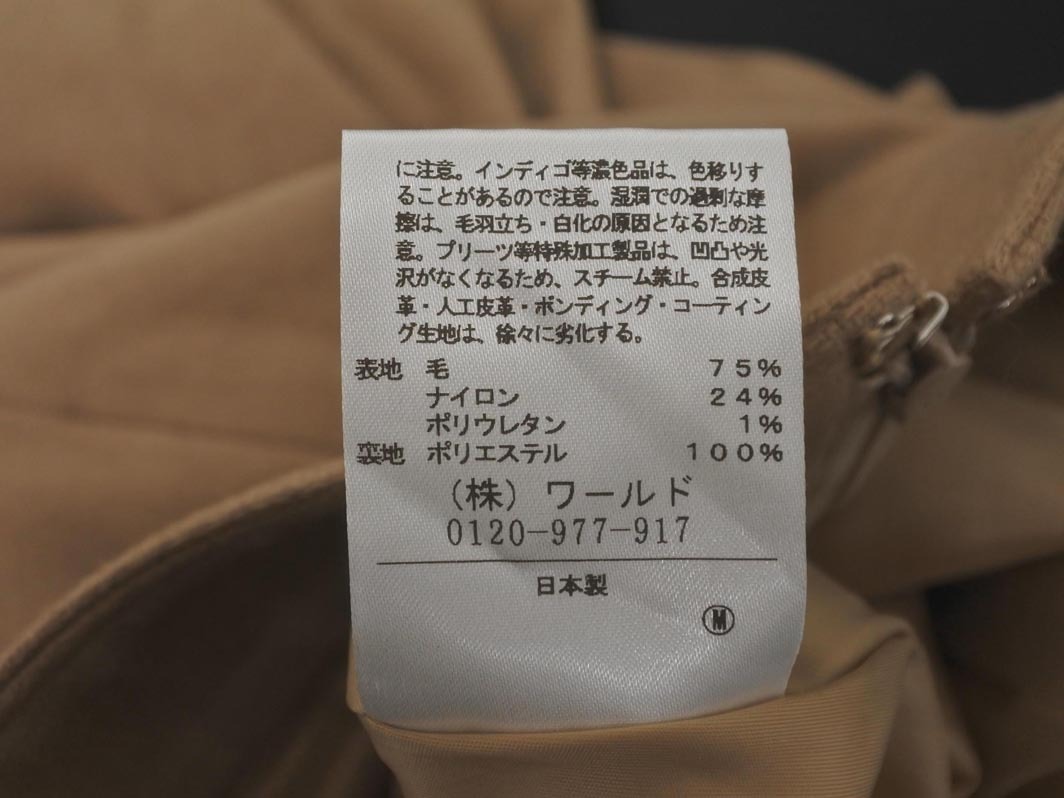 に注意。インディゴ等濃色品は、色移りす
ることがあるので注意。湿潤での過剰な摩
擦は、毛羽立ち・白化の原因となるため注
意。プリーツ等特殊加工製品は、凹凸や光
沢がなくなるため、スチーム禁止。合成皮
革・人工皮革・ボンディング・コーティン
グ生地は、徐々に劣化する。
表地 毛 75%
ナイロン 24%
ポリウレタン 1%
裏地 ポリエステル 100%
(株)ワールド
0120-977-917
日本製
Ⓜ